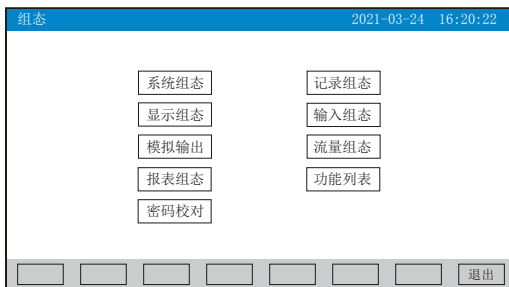 组态 2021-03-24 16:20:22
系统组态 记录组态
显示组态 输入组态
模拟输出 流量组态
报表组态 功能列表
密码校对
退出